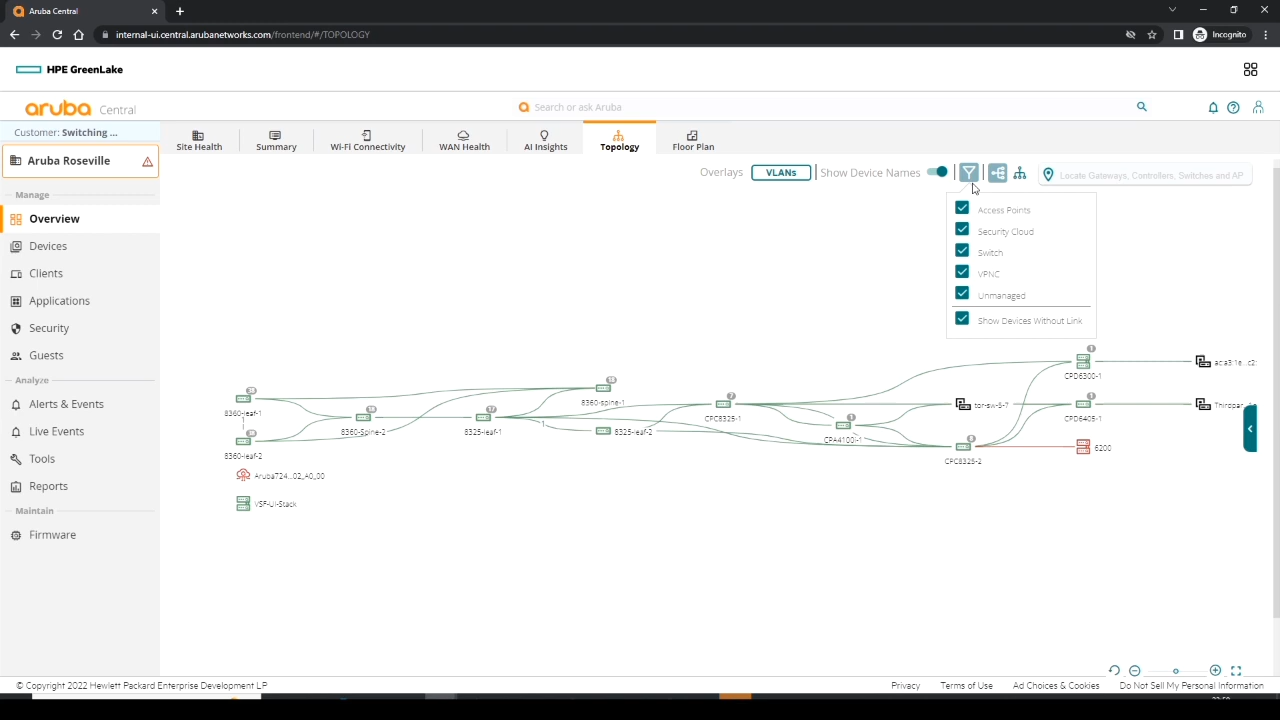 Aruba Central
internal-ui.central.arubanetworks.com/frontend/#/TOPOLOGY
Incognito
HPE GreenLake
aruba Central
Search or ask Aruba
Customer: Switching ...
Aruba Roseville
Site Health
Summary
Wi-Fi Connectivity
WAN Health
AI Insights
Topology
Floor Plan
Overlays
VLANs
Show Device Names
Locate Gateways, Controllers, Switches and AP
Manage
Overview
Devices
Clients
Applications
Security
Guests
Analyze
Alerts & Events
Live Events
Tools
Reports
Maintain
Firmware
Access Points
Security Cloud
Switch
VPNC
Unmanaged
Show Devices Without Link
8360-leaf-1
8360-leaf-2
8360-Spine-2
8325-leaf-1
8360-spine-1
8325-leaf-2
CPC8325-1
CPA4100i-1
tor-sw-5-7
CPC8325-2
CPD6300-1
CPD6405-1
6200
ac:a3:1e...c2:
Aruba724...02_A0_00
VSF-UI-Stack
© Copyright 2022 Hewlett Packard Enterprise Development LP
Privacy
Terms of Use
Ad Choices & Cookies
Do Not Sell My Personal Information